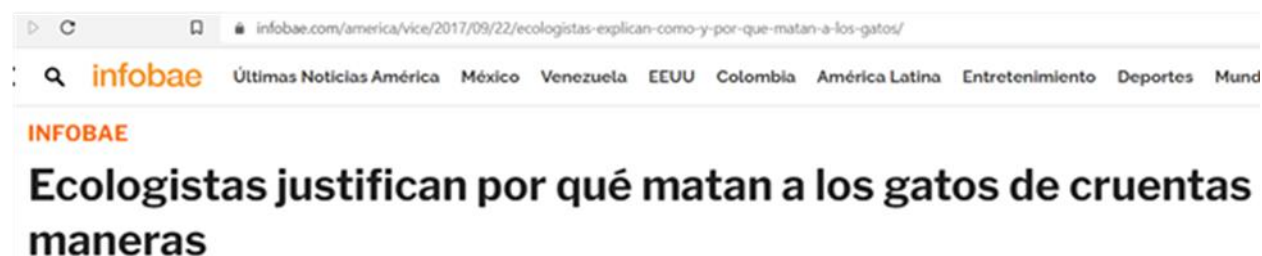 infobae.com/america/vice/2017/09/22/ecologistas-explican-como-y-por-que-matan-a-los-gatos/
infobae Últimas Noticias América México Venezuela EEUU Colombia América Latina Entretenimiento Deportes Mund
INFOBAE
Ecologistas justifican por qué matan a los gatos de cruentas
maneras